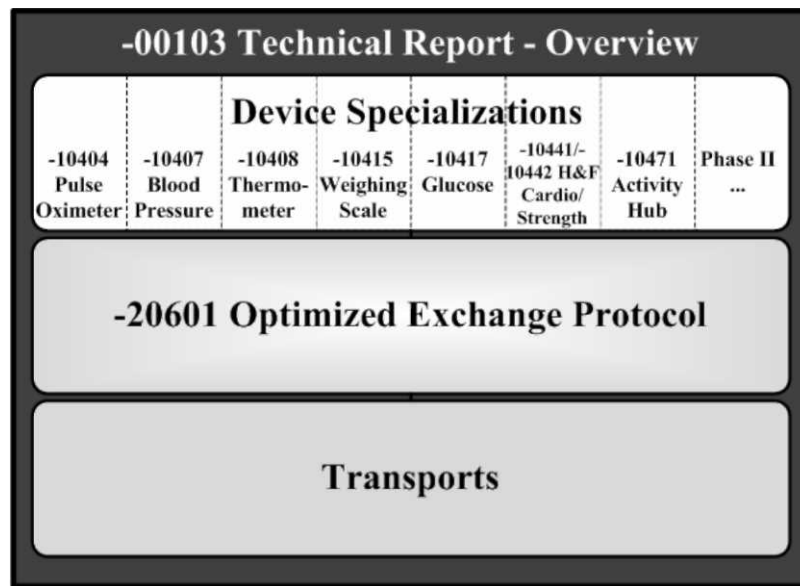 -00103 Technical Report - Overview
Device Specializations
-10404
Pulse
Oximeter
-10407
Blood
Pressure
-10408
Thermo-
meter
-10415
Weighing
Scale
-10417
Glucose
-10441/-
10442 H&F
Cardio/
Strength
-10471
Activity
Hub
Phase II
...
-20601 Optimized Exchange Protocol
Transports